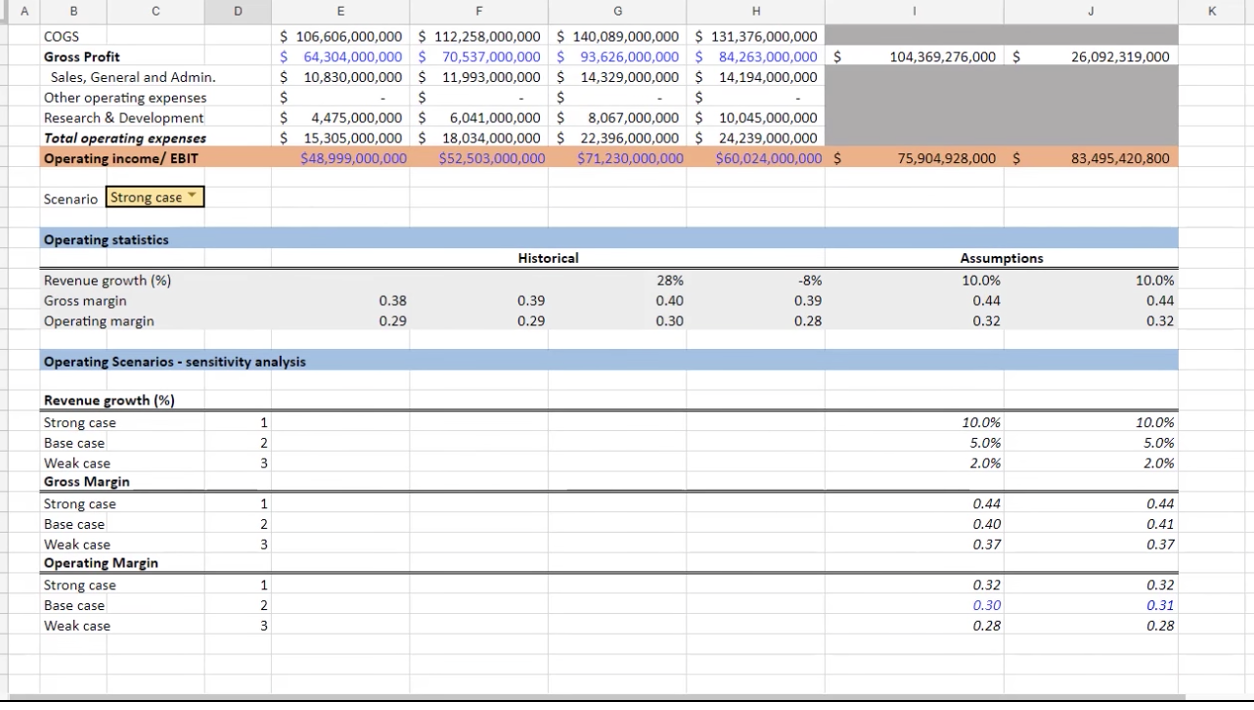 A B C D E F G H I J K
COGS $ 106,606,000,000 $ 112,258,000,000 $ 140,089,000,000 $ 131,376,000,000
Gross Profit $ 64,304,000,000 $ 70,537,000,000 $ 93,626,000,000 $ 84,263,000,000 $ 104,369,276,000 $ 26,092,319,000
Sales, General and Admin. $ 10,830,000,000 $ 11,993,000,000 $ 14,329,000,000 $ 14,194,000,000
Other operating expenses $ - $ - $ - $ -
Research & Development $ 4,475,000,000 $ 6,041,000,000 $ 8,067,000,000 $ 10,045,000,000
Total operating expenses $ 15,305,000,000 $ 18,034,000,000 $ 22,396,000,000 $ 24,239,000,000
Operating income/ EBIT $48,999,000,000 $52,503,000,000 $71,230,000,000 $60,024,000,000 $ 75,904,928,000 $ 83,495,420,800
Scenario Strong case
Operating statistics
Historical Assumptions
Revenue growth (%) 28% -8% 10.0% 10.0%
Gross margin 0.38 0.39 0.40 0.39 0.44 0.44
Operating margin 0.29 0.29 0.30 0.28 0.32 0.32
Operating Scenarios - sensitivity analysis
Revenue growth (%)
Strong case 1 10.0% 10.0%
Base case 2 5.0% 5.0%
Weak case 3 2.0% 2.0%
Gross Margin
Strong case 1 0.44 0.44
Base case 2 0.40 0.41
Weak case 3 0.37 0.37
Operating Margin
Strong case 1 0.32 0.32
Base case 2 0.30 0.31
Weak case 3 0.28 0.28